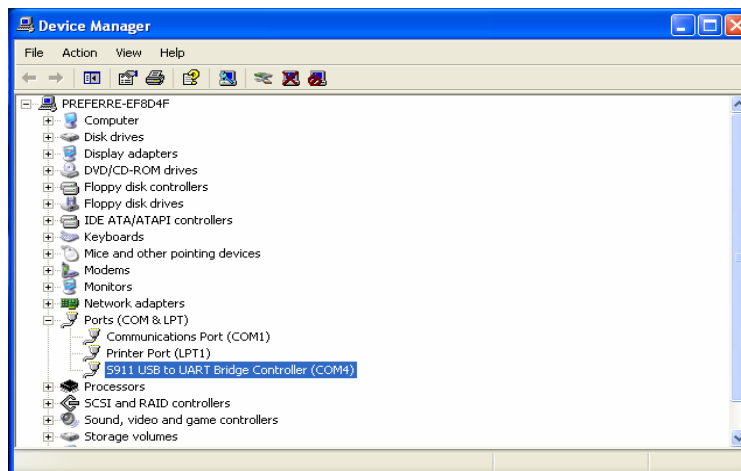 Device Manager
File Action View Help
PREFERRE-EF8D4F
Computer
Disk drives
Display adapters
DVD/CD-ROM drives
Floppy disk controllers
Floppy disk drives
IDE ATA/ATAPI controllers
Keyboards
Mice and other pointing devices
Modems
Monitors
Network adapters
Ports (COM & LPT)
Communications Port (COM1)
Printer Port (LPT1)
S911 USB to UART Bridge Controller (COM4)
Processors
SCSI and RAID controllers
Sound, video and game controllers
Storage volumes